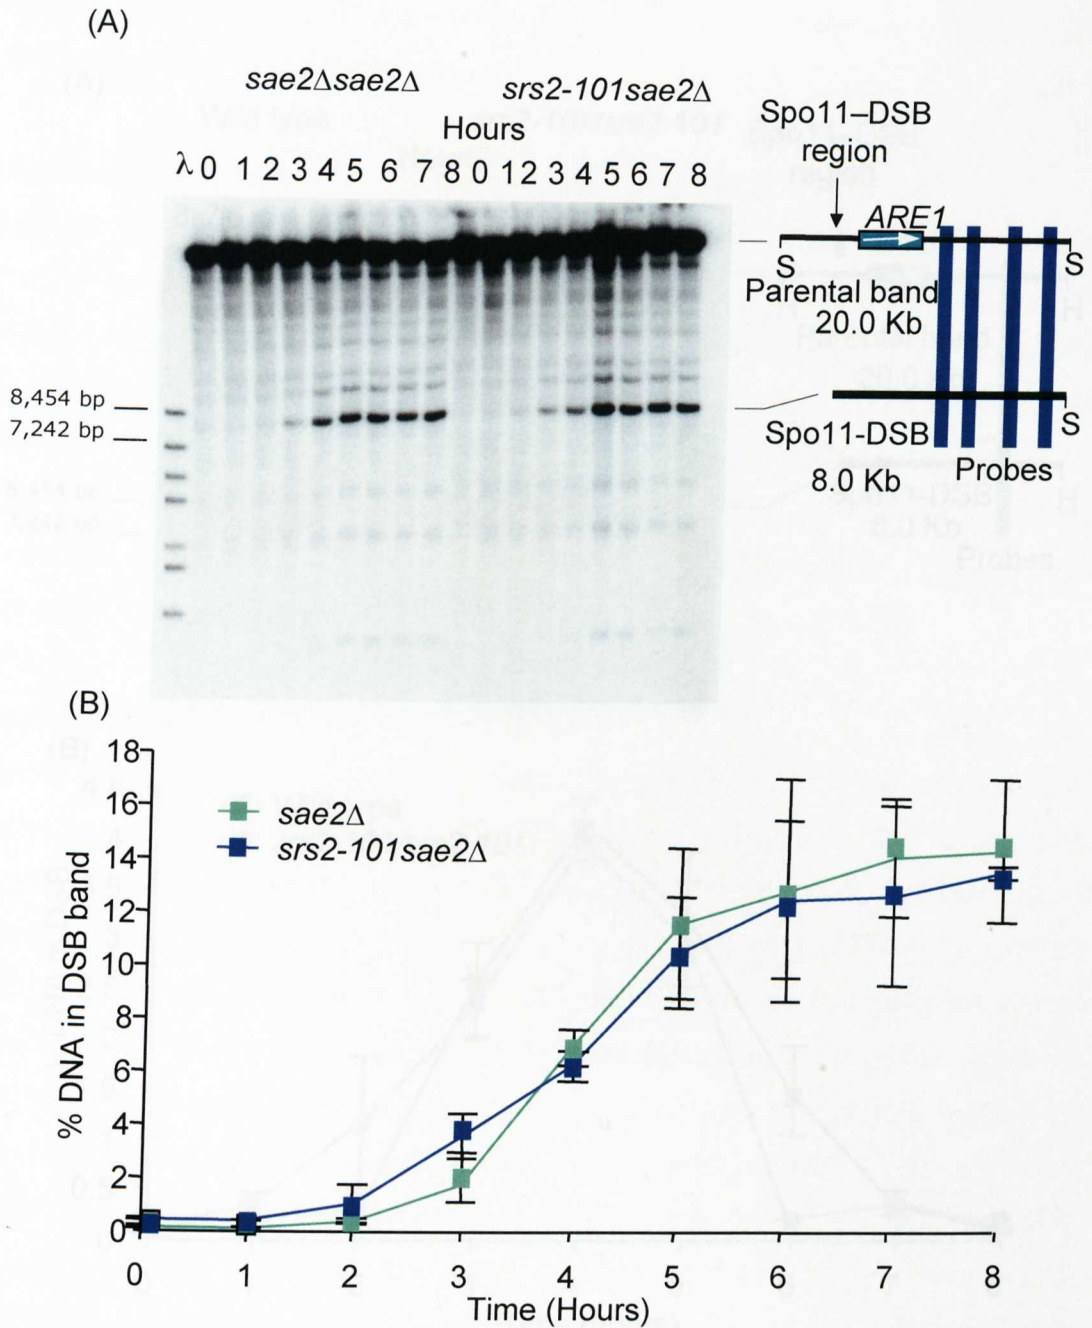 (A)
sae2Δsae2Δ
srs2-101sae2Δ
Hours
λ 0 1 2 3 4 5 6 7 8 0 1 2 3 4 5 6 7 8
Spo11–DSB
region
ARE1
S
S
Parental band
20.0 Kb
8,454 bp
7,242 bp
S
Spo11-DSB
8.0 Kb
Probes
(B)
18
16
14
12
10
8
6
4
2
0
% DNA in DSB band
sae2Δ
srs2-101sae2Δ
0 1 2 3 4 5 6 7 8
Time (Hours)